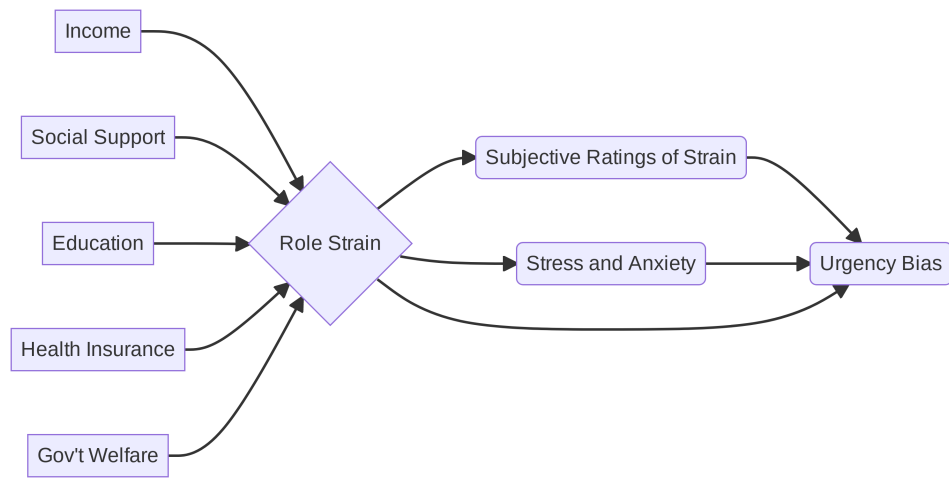 Income
Social Support
Education
Health Insurance
Gov't Welfare
Role Strain
Subjective Ratings of Strain
Stress and Anxiety
Urgency Bias